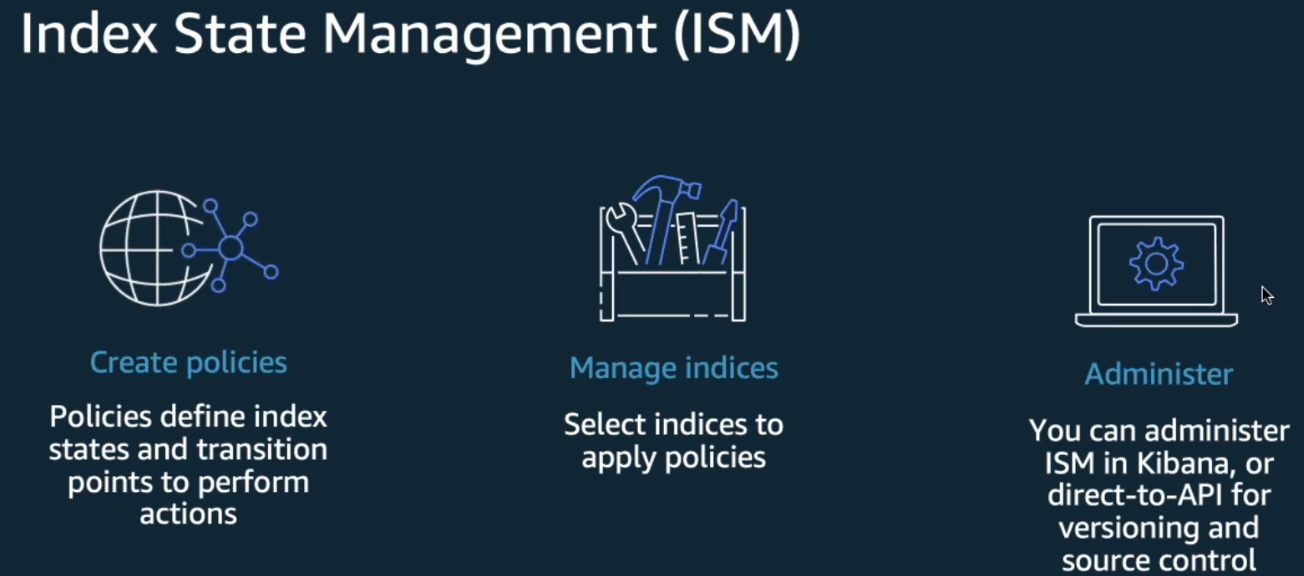 Index State Management (ISM)
Create policies
Policies define index
states and transition
points to perform
actions
Manage indices
Select indices to
apply policies
Administer
You can administer
ISM in Kibana, or
direct-to-API for
versioning and
source control